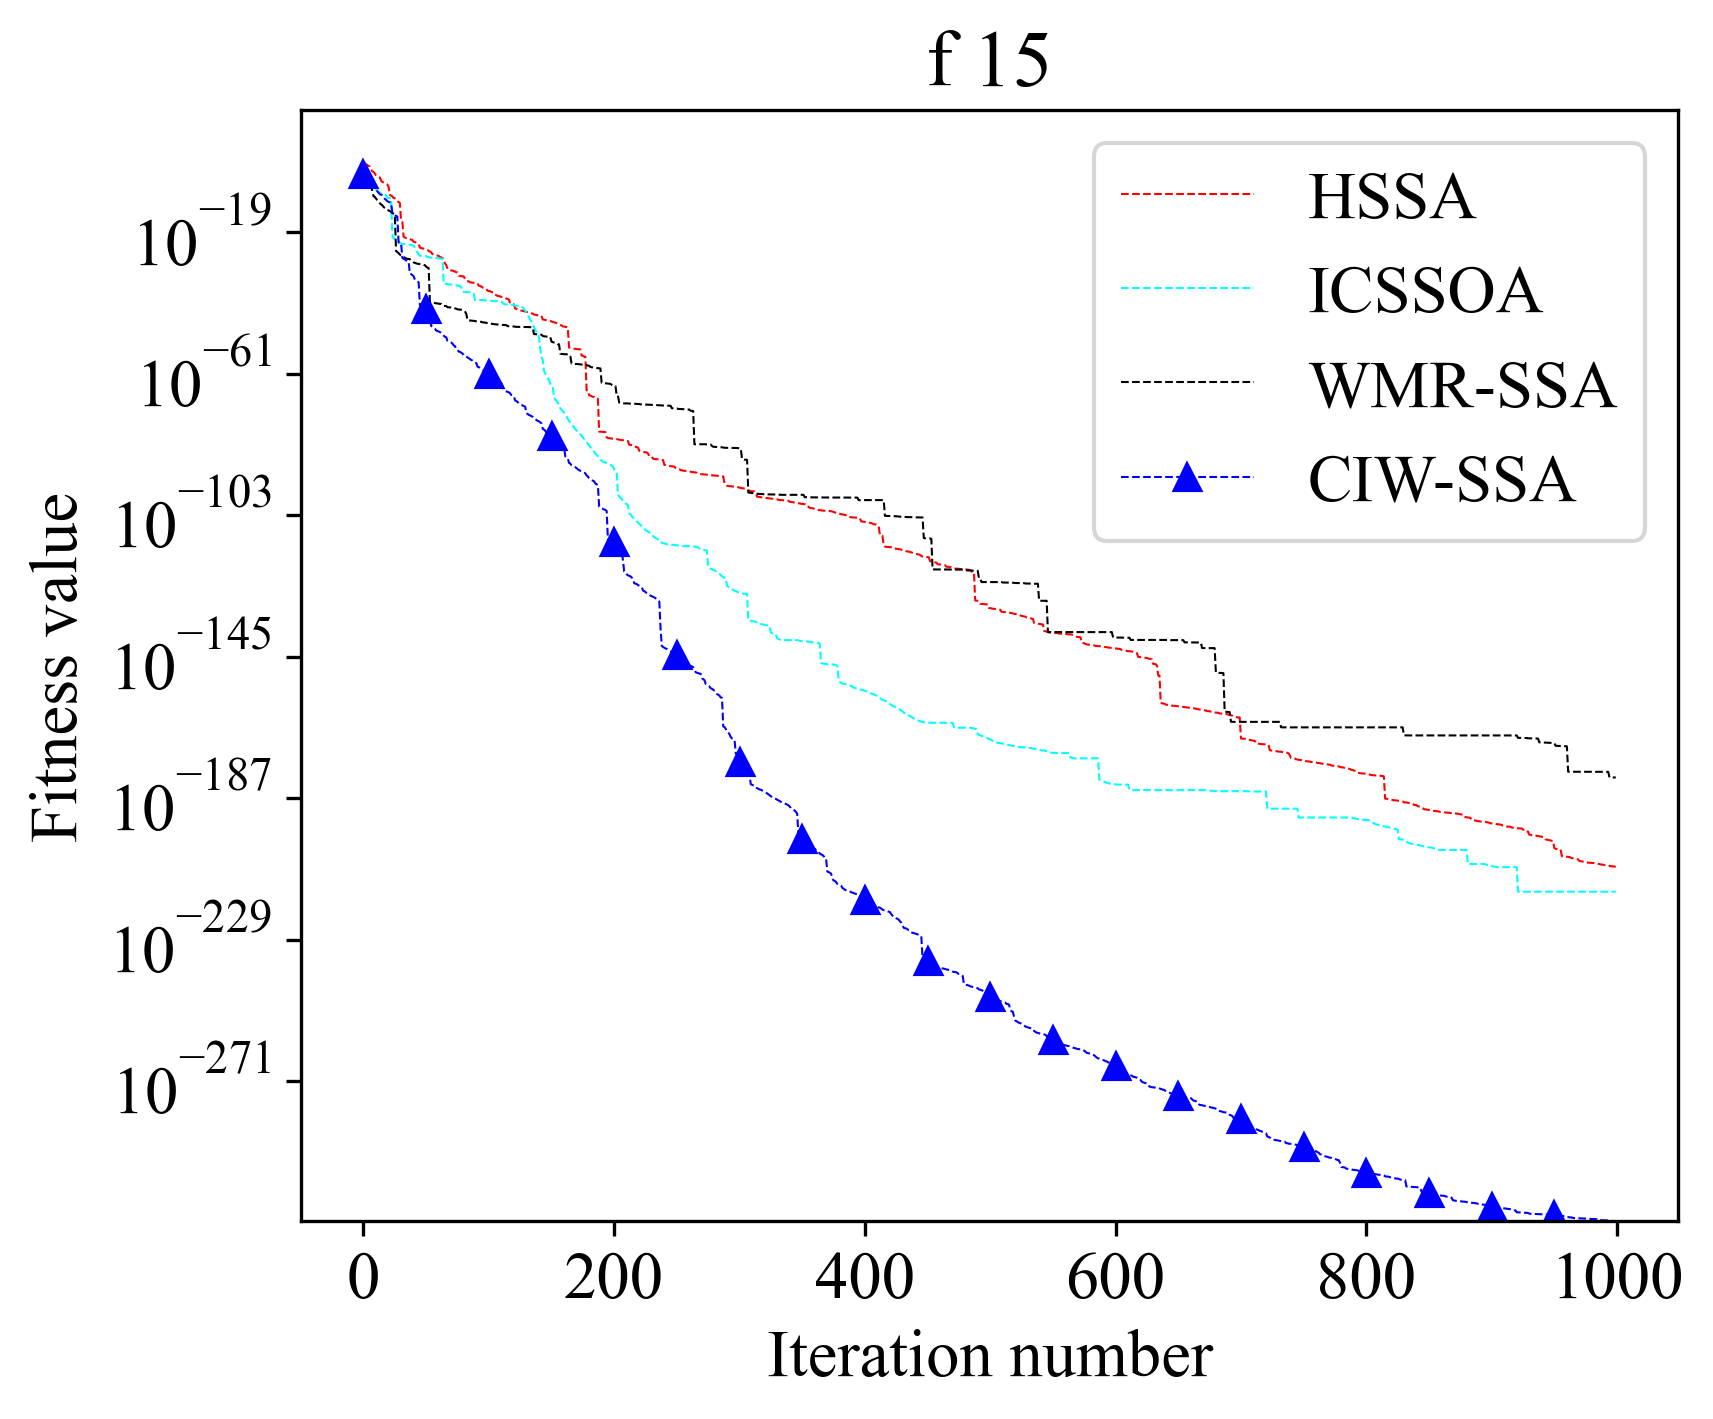 f 15
HSSA
ICSSOA
WMR-SSA
CIW-SSA
Fitness value
10^−19
10^−61
10^−103
10^−145
10^−187
10^−229
10^−271
0 200 400 600 800 1000
Iteration number